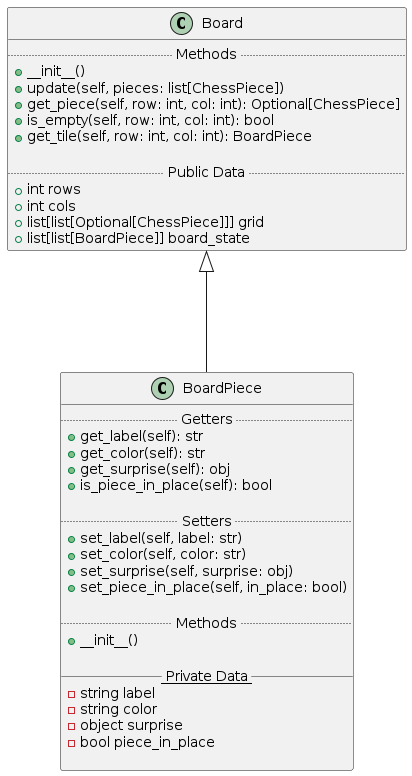 C Board
Methods
__init__()
update(self, pieces: list[ChessPiece])
get_piece(self, row: int, col: int): Optional[ChessPiece]
is_empty(self, row: int, col: int): bool
get_tile(self, row: int, col: int): BoardPiece
Public Data
int rows
int cols
list[list[Optional[ChessPiece]]] grid
list[list[BoardPiece]] board_state
C BoardPiece
Getters
get_label(self): str
get_color(self): str
get_surprise(self): obj
is_piece_in_place(self): bool
Setters
set_label(self, label: str)
set_color(self, color: str)
set_surprise(self, surprise: obj)
set_piece_in_place(self, in_place: bool)
Methods
__init__()
Private Data
string label
string color
object surprise
bool piece_in_place